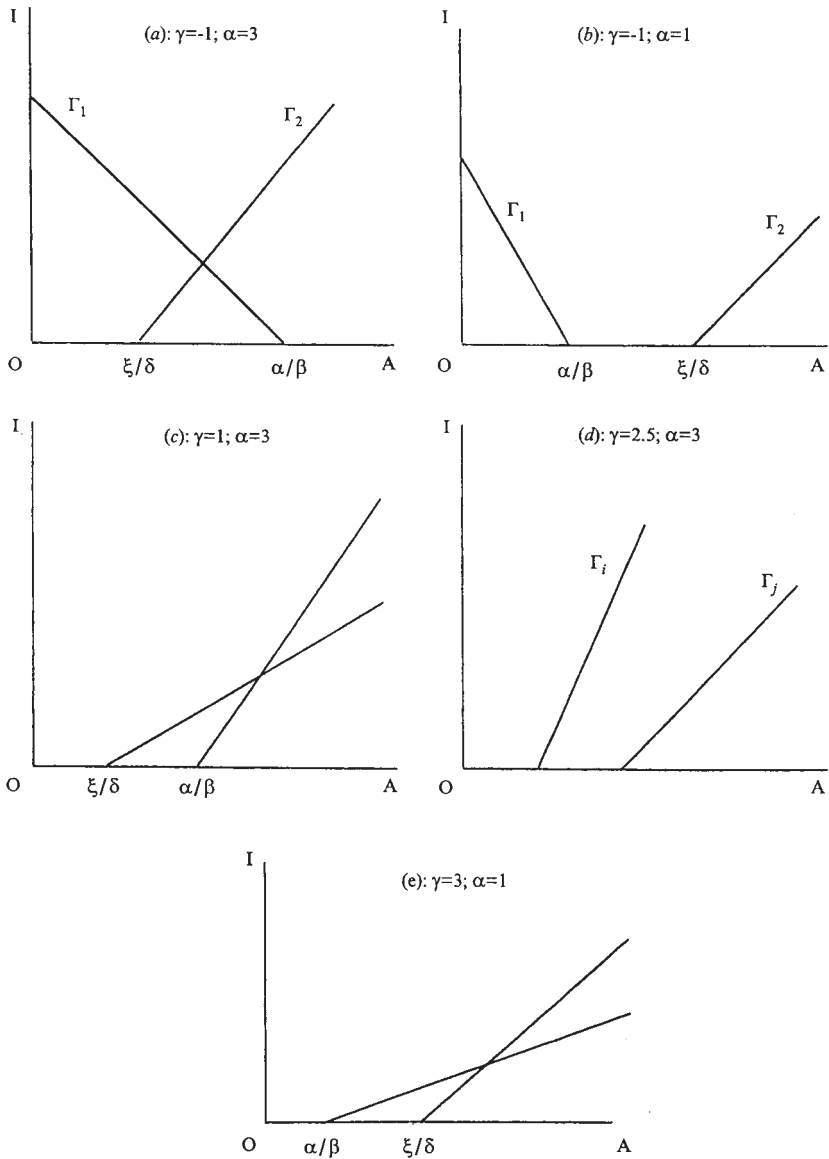 I
(a): γ=-1; α=3
Γ1
Γ2
O
ξ/δ
α/β
A
I
(b): γ=-1; α=1
Γ1
Γ2
O
α/β
ξ/δ
A
I
(c): γ=1; α=3
O
ξ/δ
α/β
A
I
(d): γ=2.5; α=3
Γi
Γj
O
A
I
(e): γ=3; α=1
O
α/β
ξ/δ
A